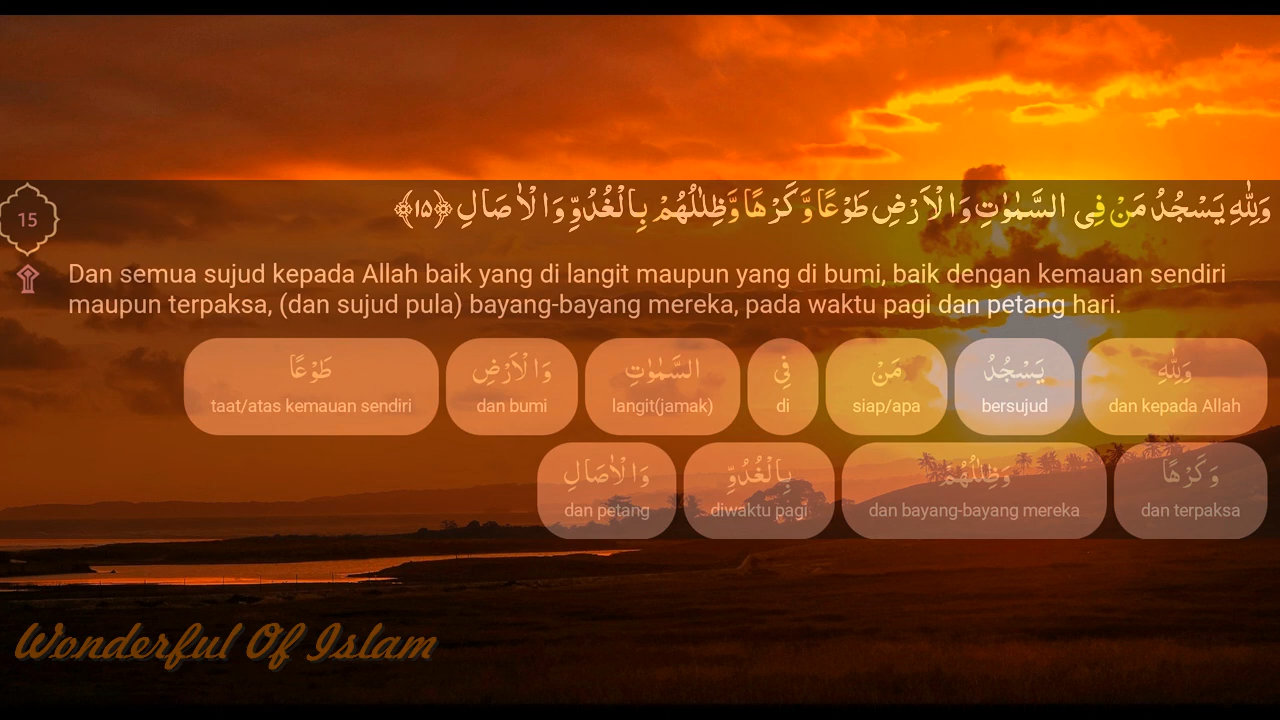 وَلِلّٰهِ يَسْجُدُ مَنْ فِى السَّمٰوٰتِ وَالْاَرْضِ طَوْعًا وَّكَرْهًا وَّظِلٰلُهُمْ بِالْغُدُوِّ وَالْاٰصَالِ ﴿١٥﴾
15
Dan semua sujud kepada Allah baik yang di langit maupun yang di bumi, baik dengan kemauan sendiri
maupun terpaksa, (dan sujud pula) bayang-bayang mereka, pada waktu pagi dan petang hari.
وَلِلّٰهِ يَسْجُدُ مَنْ فِى السَّمٰوٰتِ وَالْاَرْضِ طَوْعًا
dan kepada Allah bersujud siap/apa di langit(jamak) dan bumi taat/atas kemauan sendiri
وَكَرْهًا وَظِلٰلُهُمْ بِالْغُدُوِّ وَالْاٰصَالِ
dan terpaksa dan bayang-bayang mereka diwaktu pagi dan petang
Wonderful Of Islam